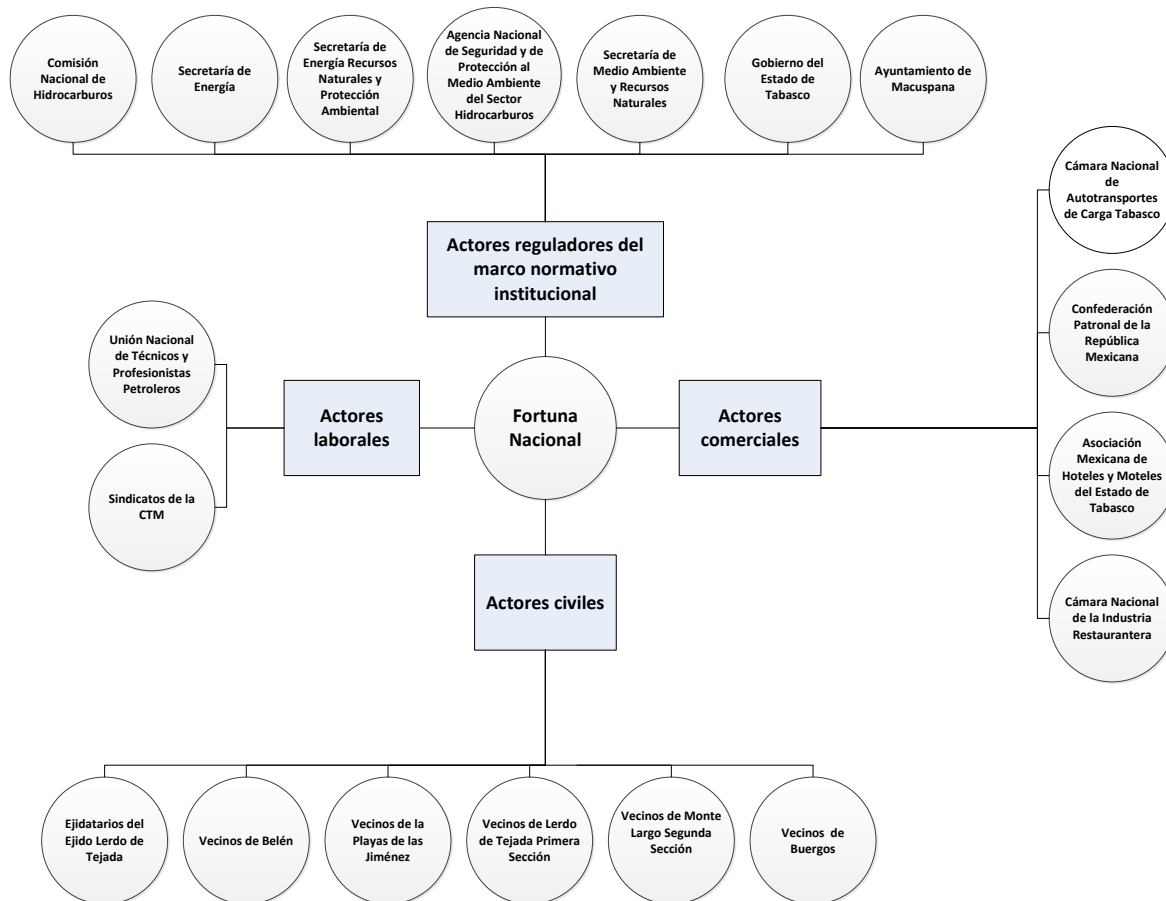 Comisión
Nacional de
Hidrocarburos
Secretaría de
Energía
Secretaría de
Energía Recursos
Naturales y
Protección
Ambiental
Agencia Nacional
de Seguridad y de
Protección al
Medio Ambiente
del Sector
Hidrocarburos
Secretaría de
Medio Ambiente
y Recursos
Naturales
Gobierno del
Estado de
Tabasco
Ayuntamiento de
Macuspana
Actores reguladores del
marco normativo
institucional
Cámara Nacional
de
Autotransportes
de Carga Tabasco
Confederación
Patronal de la
República
Mexicana
Unión Nacional
de Técnicos y
Profesionistas
Petroleros
Actores
laborales
Fortuna
Nacional
Actores
comerciales
Sindicatos de la
CTM
Asociación
Mexicana de
Hoteles y Moteles
del Estado de
Tabasco
Cámara Nacional
de la Industria
Restaurantera
Actores civiles
Ejidatarios del
Ejido Lerdo de
Tejada
Vecinos de Belén
Vecinos de la
Playas de las
Jiménez
Vecinos de Lerdo
de Tejada Primera
Sección
Vecinos de Monte
Largo Segunda
Sección
Vecinos de
Buergos